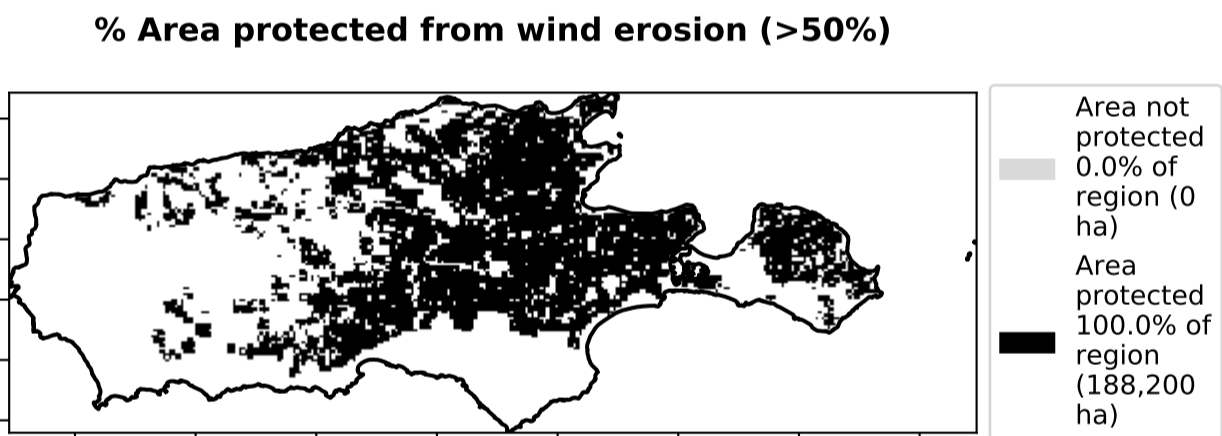 % Area protected from wind erosion (>50%)
Area not
protected
0.0% of
region (0
ha)
Area
protected
100.0% of
region
(188,200
ha)